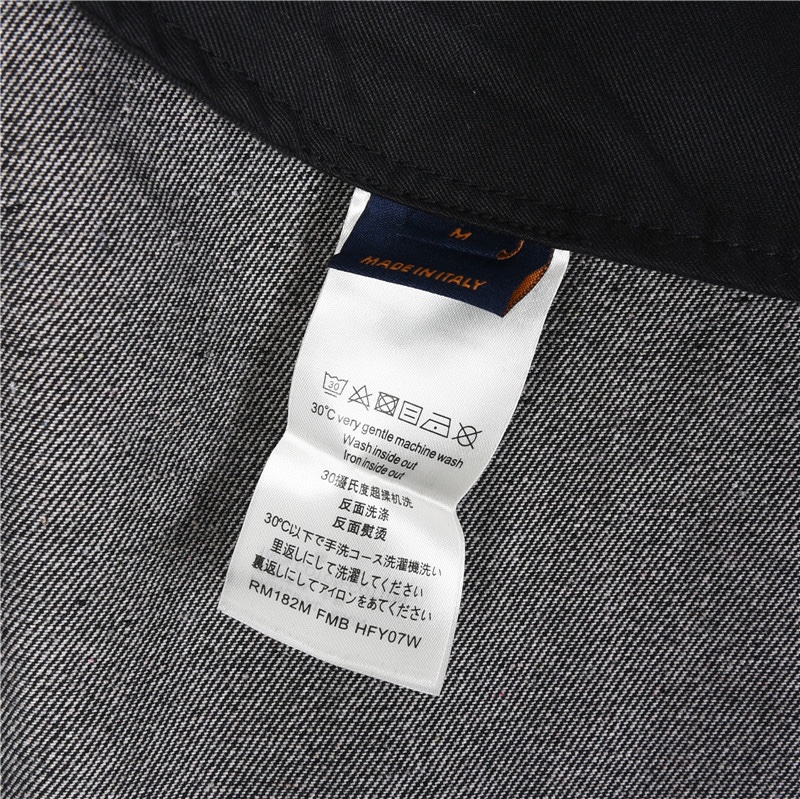 M
MADE IN ITALY
30
30℃ very gentle machine wash
Wash inside out
Iron inside out
30摄氏度超揉机洗
反面洗涤
反面熨烫
30℃以下で手洗コース洗濯機洗い
里返しにして洗濯してください
裏返しにしてアイロンをあてください
RM182M FMB HFY07W